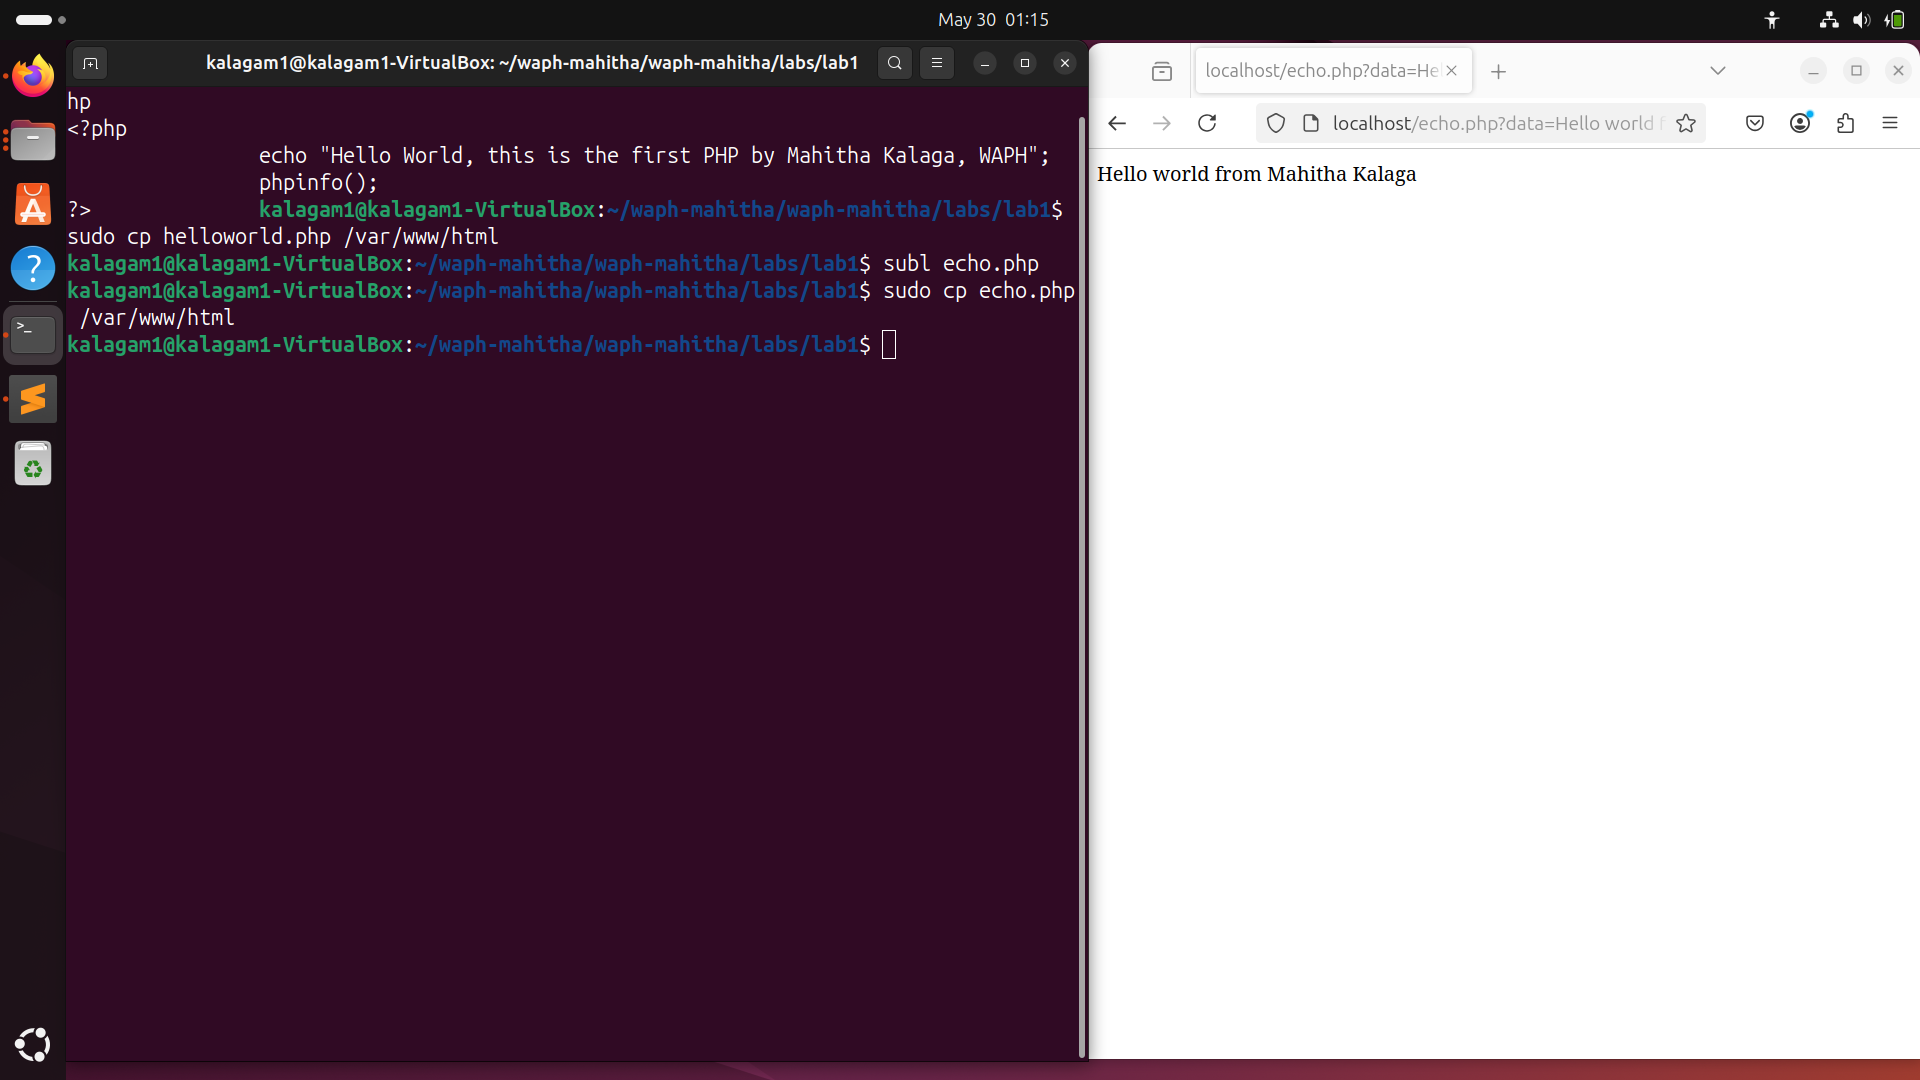 May 30 01:15
kalagam1@kalagam1-VirtualBox: ~/waph-mahitha/waph-mahitha/labs/lab1
hp
<?php
echo "Hello World, this is the first PHP by Mahitha Kalaga, WAPH";
phpinfo();
?> kalagam1@kalagam1-VirtualBox:~/waph-mahitha/waph-mahitha/labs/lab1$
sudo cp helloworld.php /var/www/html
kalagam1@kalagam1-VirtualBox:~/waph-mahitha/waph-mahitha/labs/lab1$ subl echo.php
kalagam1@kalagam1-VirtualBox:~/waph-mahitha/waph-mahitha/labs/lab1$ sudo cp echo.php
/var/www/html
kalagam1@kalagam1-VirtualBox:~/waph-mahitha/waph-mahitha/labs/lab1$
localhost/echo.php?data=He
localhost/echo.php?data=Hello world f
Hello world from Mahitha Kalaga